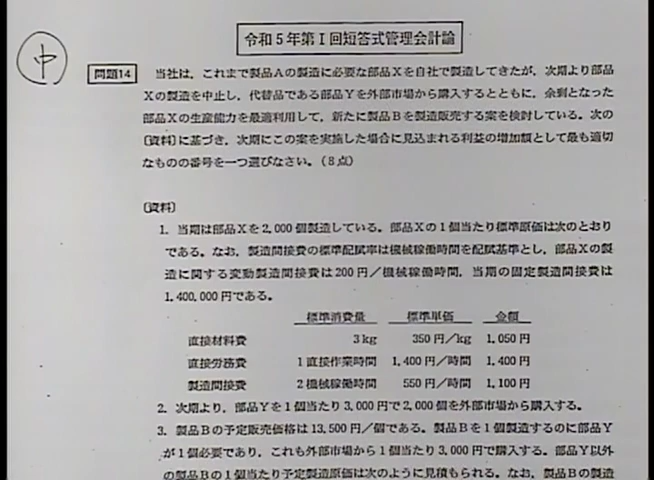 令和5年第Ⅰ回短答式管理会計論
中
問題14 当社は、これまで製品Aの製造に必要な部品Xを自社で製造してきたが、次期より部品
Xの製造を中止し、代替品である部品Yを外部市場から購入するとともに、余剰となった
部品Xの生産能力を最適利用して、新たに製品Bを製造販売する案を検討している。次の
〔資料〕に基づき、次期にこの案を実施した場合に見込まれる利益の増加額として最も適切
なものの番号を一つ選びなさい。(8点)
〔資料〕
1. 当期は部品Xを2,000個製造している。部品Xの1個当たり標準原価は次のとおり
である。なお、製造間接費の標準配賦率は機械稼働時間を配賦基準とし、部品Xの製
造に関する変動製造間接費は200円/機械稼働時間、当期の固定製造間接費は
1,400,000円である。
標準消費量 標準単価 金額
直接材料費 3kg 350円/kg 1,050円
直接労務費 1直接作業時間 1,400円/時間 1,400円
製造間接費 2機械稼働時間 550円/時間 1,100円
2. 次期より、部品Yを1個当たり3,000円で2,000個を外部市場から購入する。
3. 製品Bの予定販売価格は13,500円/個である。製品Bを1個製造するのに部品Y
が1個必要であり、これも外部市場から1個当たり3,000円で購入する。部品Y以外
の製品Bの1個当たり予定製造原価は次のように見積もられる。なお、製品Bの製造